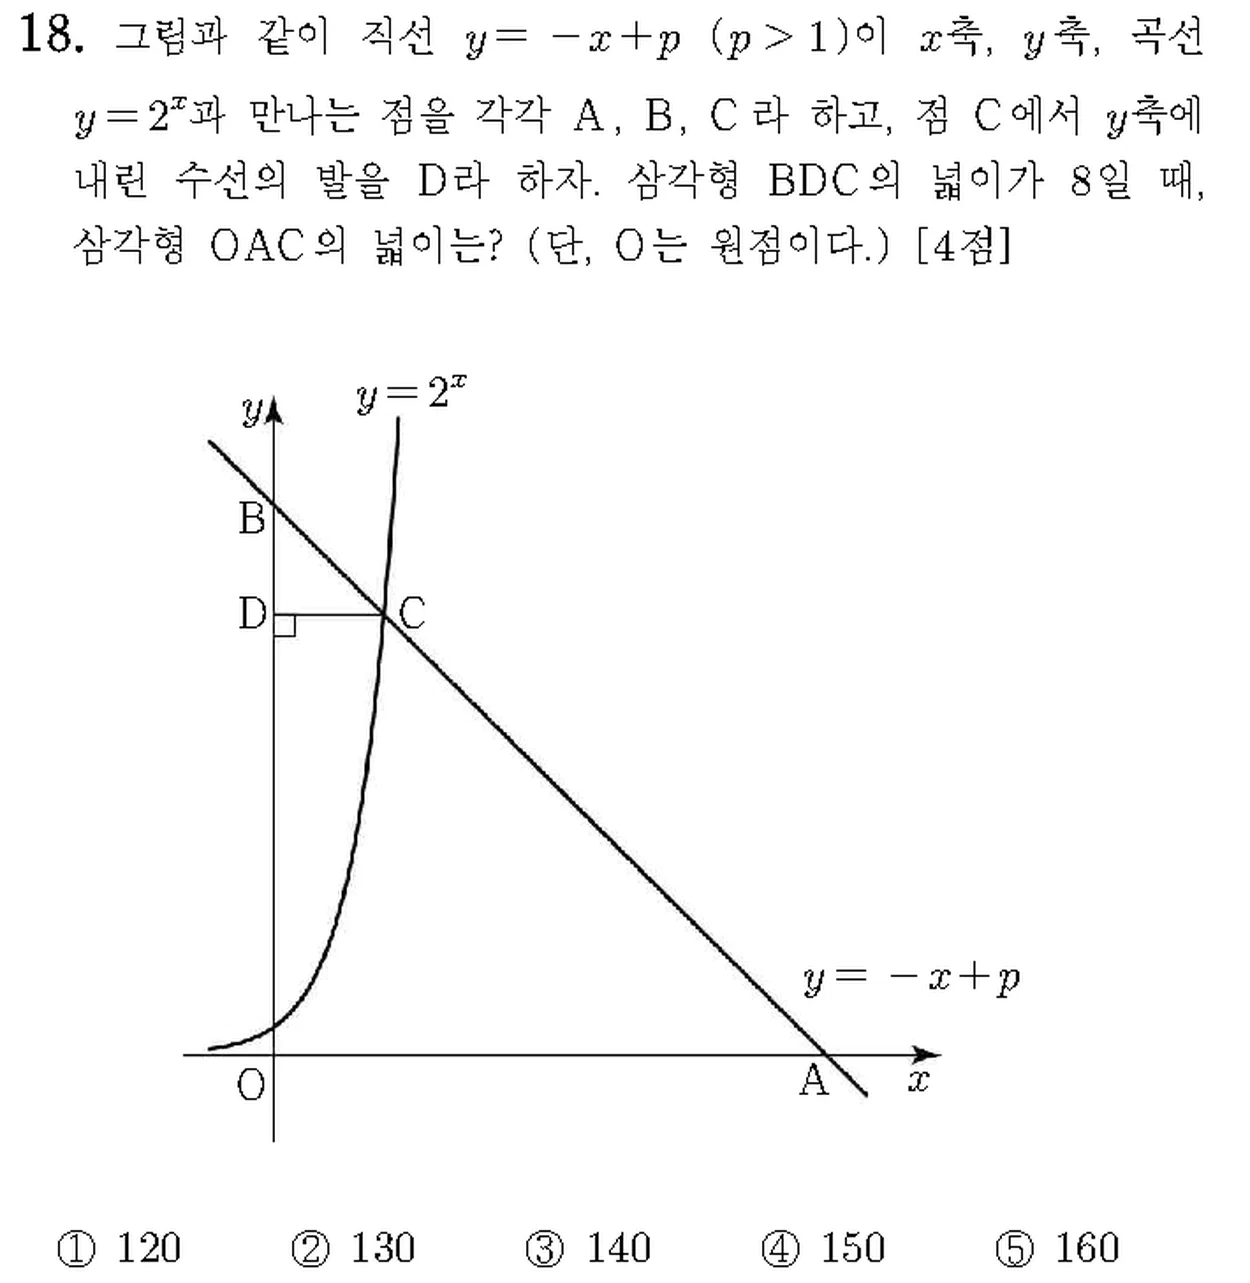 18. 그림과 같이 직선 y = −x+p (p > 1)이 x축, y축, 곡선
y = 2^x과 만나는 점을 각각 A, B, C라 하고, 점 C에서 y축에
내린 수선의 발을 D라 하자. 삼각형 BDC의 넓이가 8일 때,
삼각형 OAC의 넓이는? (단, O는 원점이다.) [4점]
y = 2^x
y
B
D
C
y = −x+p
O
A
x
① 120 ② 130 ③ 140 ④ 150 ⑤ 160